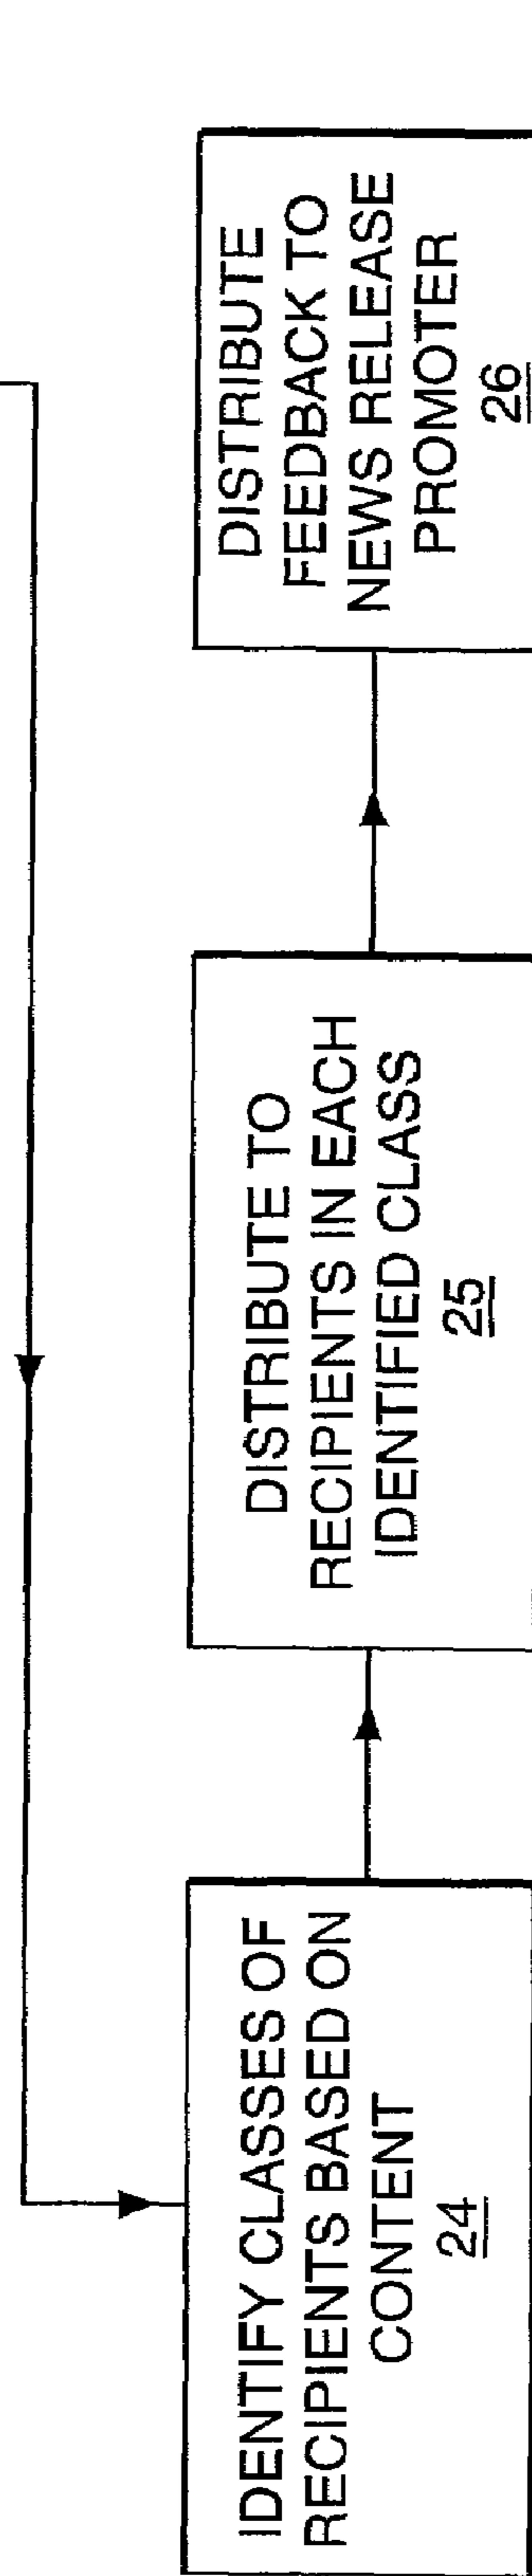 IDENTIFY CLASSES OF
RECIPIENTS BASED ON
CONTENT
24
DISTRIBUTE TO
RECIPIENTS IN EACH
IDENTIFIED CLASS
25
DISTRIBUTE
FEEDBACK TO
NEWS RELEASE
PROMOTER
26